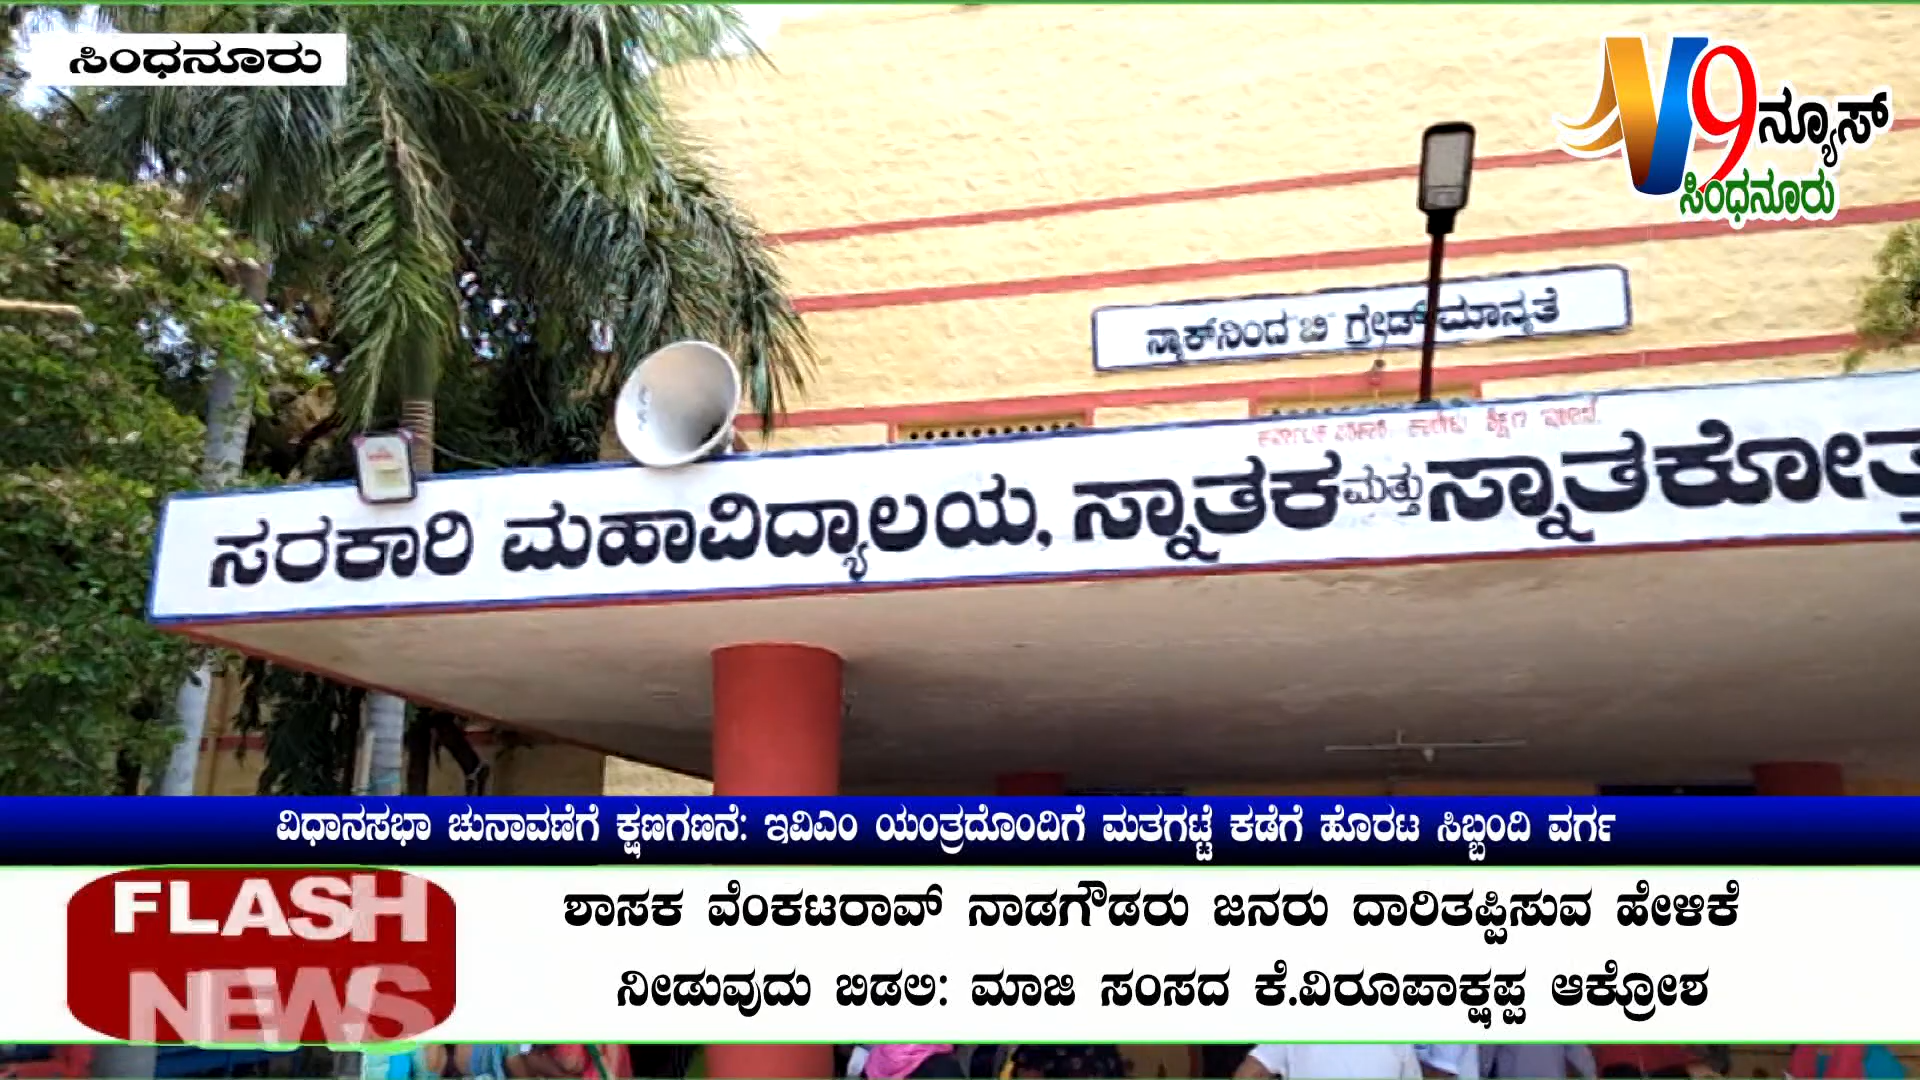 ಸಿಂಧನೂರು
V9 ನ್ಯೂಸ್
ಸಿಂಧನೂರು
ನ್ಯಾಕ್‌ನಿಂದ ಬಿ ಗ್ರೇಡ್ ಮಾನ್ಯತೆ
ಸರಕಾರಿ ಮಹಾವಿದ್ಯಾಲಯ, ಸ್ನಾತಕ ಮತ್ತು ಸ್ನಾತಕೋತ್ತ
ವಿಧಾನಸಭಾ ಚುನಾವಣೆಗೆ ಕ್ಷಣಗಣನೆ: ಇವಿಎಂ ಯಂತ್ರದೊಂದಿಗೆ ಮತಗಟ್ಟೆ ಕಡೆಗೆ ಹೊರಟ ಸಿಬ್ಬಂದಿ ವರ್ಗ
FLASH
NEWS
ಶಾಸಕ ವೆಂಕಟರಾವ್ ನಾಡಗೌಡರು ಜನರು ದಾರಿತಪ್ಪಿಸುವ ಹೇಳಿಕೆ
ನೀಡುವುದು ಬಿಡಲಿ: ಮಾಜಿ ಸಂಸದ ಕೆ.ವಿರೂಪಾಕ್ಷಪ್ಪ ಆಕ್ರೋಶ